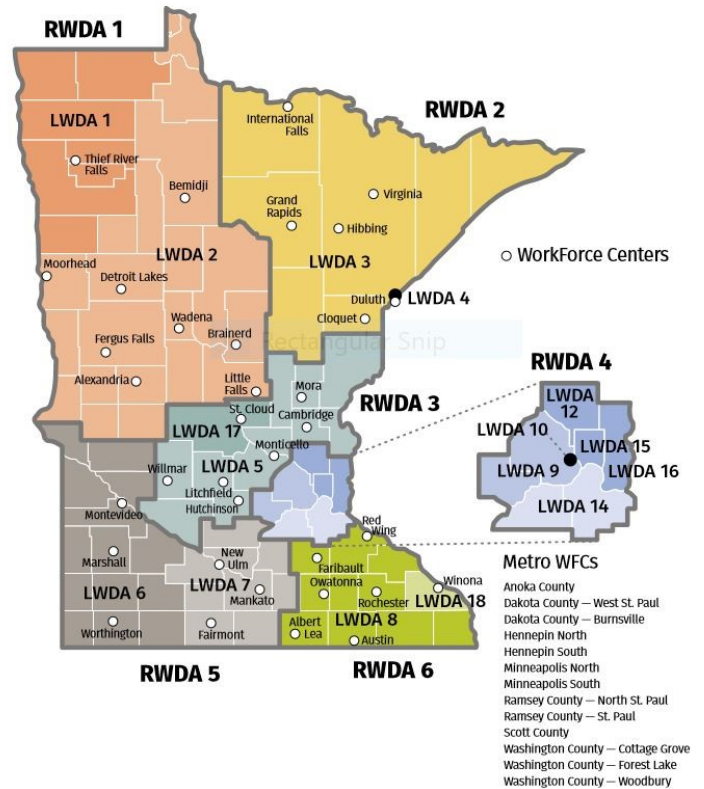 RWDA 1
RWDA 2
LWDA 1
International
Falls
Thief River
Falls
Bemidji
Virginia
Grand
Rapids
Hibbing
LWDA 2
LWDA 3
WorkForce Centers
Moorhead
Detroit Lakes
Duluth
LWDA 4
Cloquet
Wadena
Brainerd
Rectangular Snip
Fergus Falls
Alexandria
Little
Falls
Mora
RWDA 3
RWDA 4
St. Cloud
Cambridge
LWDA 17
Monticello
LWDA
12
LWDA 10
LWDA 15
LWDA 9
LWDA 16
LWDA 14
Willmar
LWDA 5
Litchfield
Hutchinson
Montevideo
Red
Wing
Marshall
New
Ulm
Faribault
Owatonna
Winona
LWDA 6
LWDA 7
Mankato
Rochester
LWDA 18
Worthington
Fairmont
Albert
Lea
LWDA 8
Austin
RWDA 5
RWDA 6
Metro WFCs
Anoka County
Dakota County — West St. Paul
Dakota County — Burnsville
Hennepin North
Hennepin South
Minneapolis North
Minneapolis South
Ramsey County — North St. Paul
Ramsey County — St. Paul
Scott County
Washington County — Cottage Grove
Washington County — Forest Lake
Washington County — Woodbury